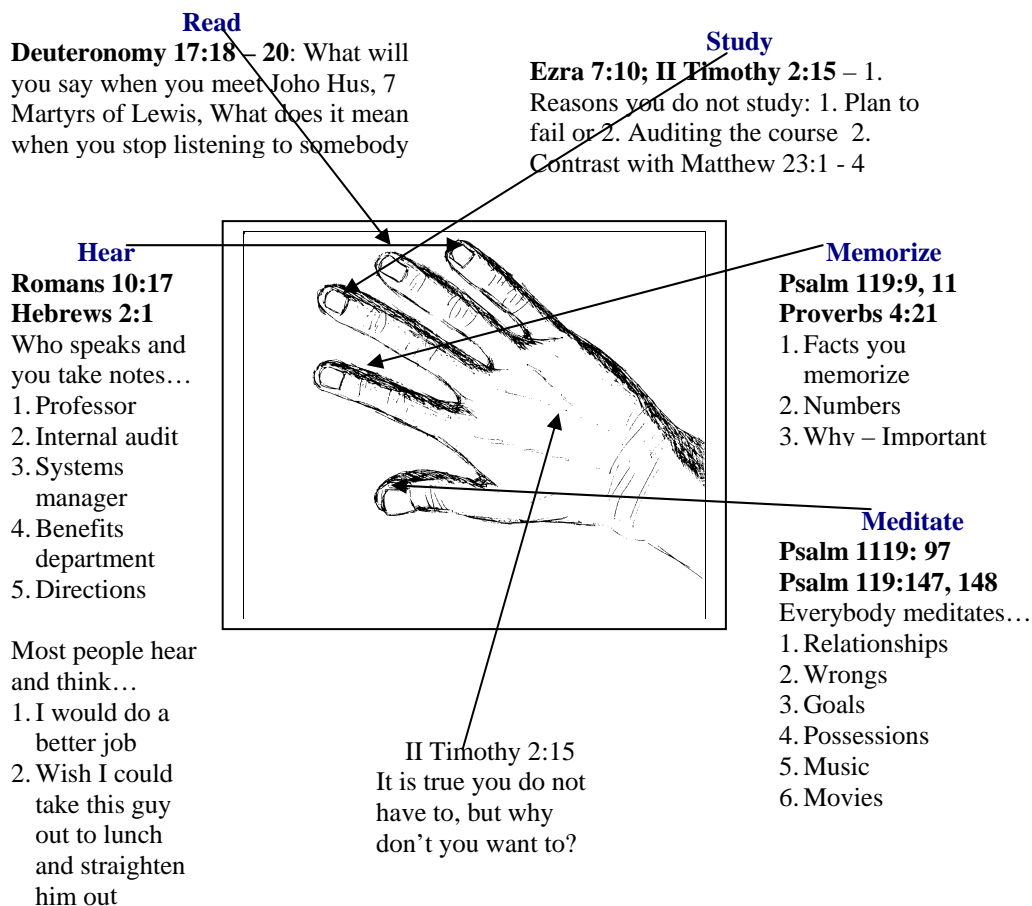 Read
Deuteronomy 17:18 – 20: What will
you say when you meet Joho Hus, 7
Martyrs of Lewis, What does it mean
when you stop listening to somebody
Study
Ezra 7:10; II Timothy 2:15 – 1.
Reasons you do not study: 1. Plan to
fail or 2. Auditing the course 2.
Contrast with Matthew 23:1 - 4
Hear
Romans 10:17
Hebrews 2:1
Who speaks and
you take notes…
1. Professor
2. Internal audit
3. Systems
manager
4. Benefits
department
5. Directions
Most people hear
and think…
1. I would do a
better job
2. Wish I could
take this guy
out to lunch
and straighten
him out
Memorize
Psalm 119:9, 11
Proverbs 4:21
1. Facts you
memorize
2. Numbers
3. Why – Important
Meditate
Psalm 1119: 97
Psalm 119:147, 148
Everybody meditates…
1. Relationships
2. Wrongs
3. Goals
4. Possessions
5. Music
6. Movies
II Timothy 2:15
It is true you do not
have to, but why
don't you want to?